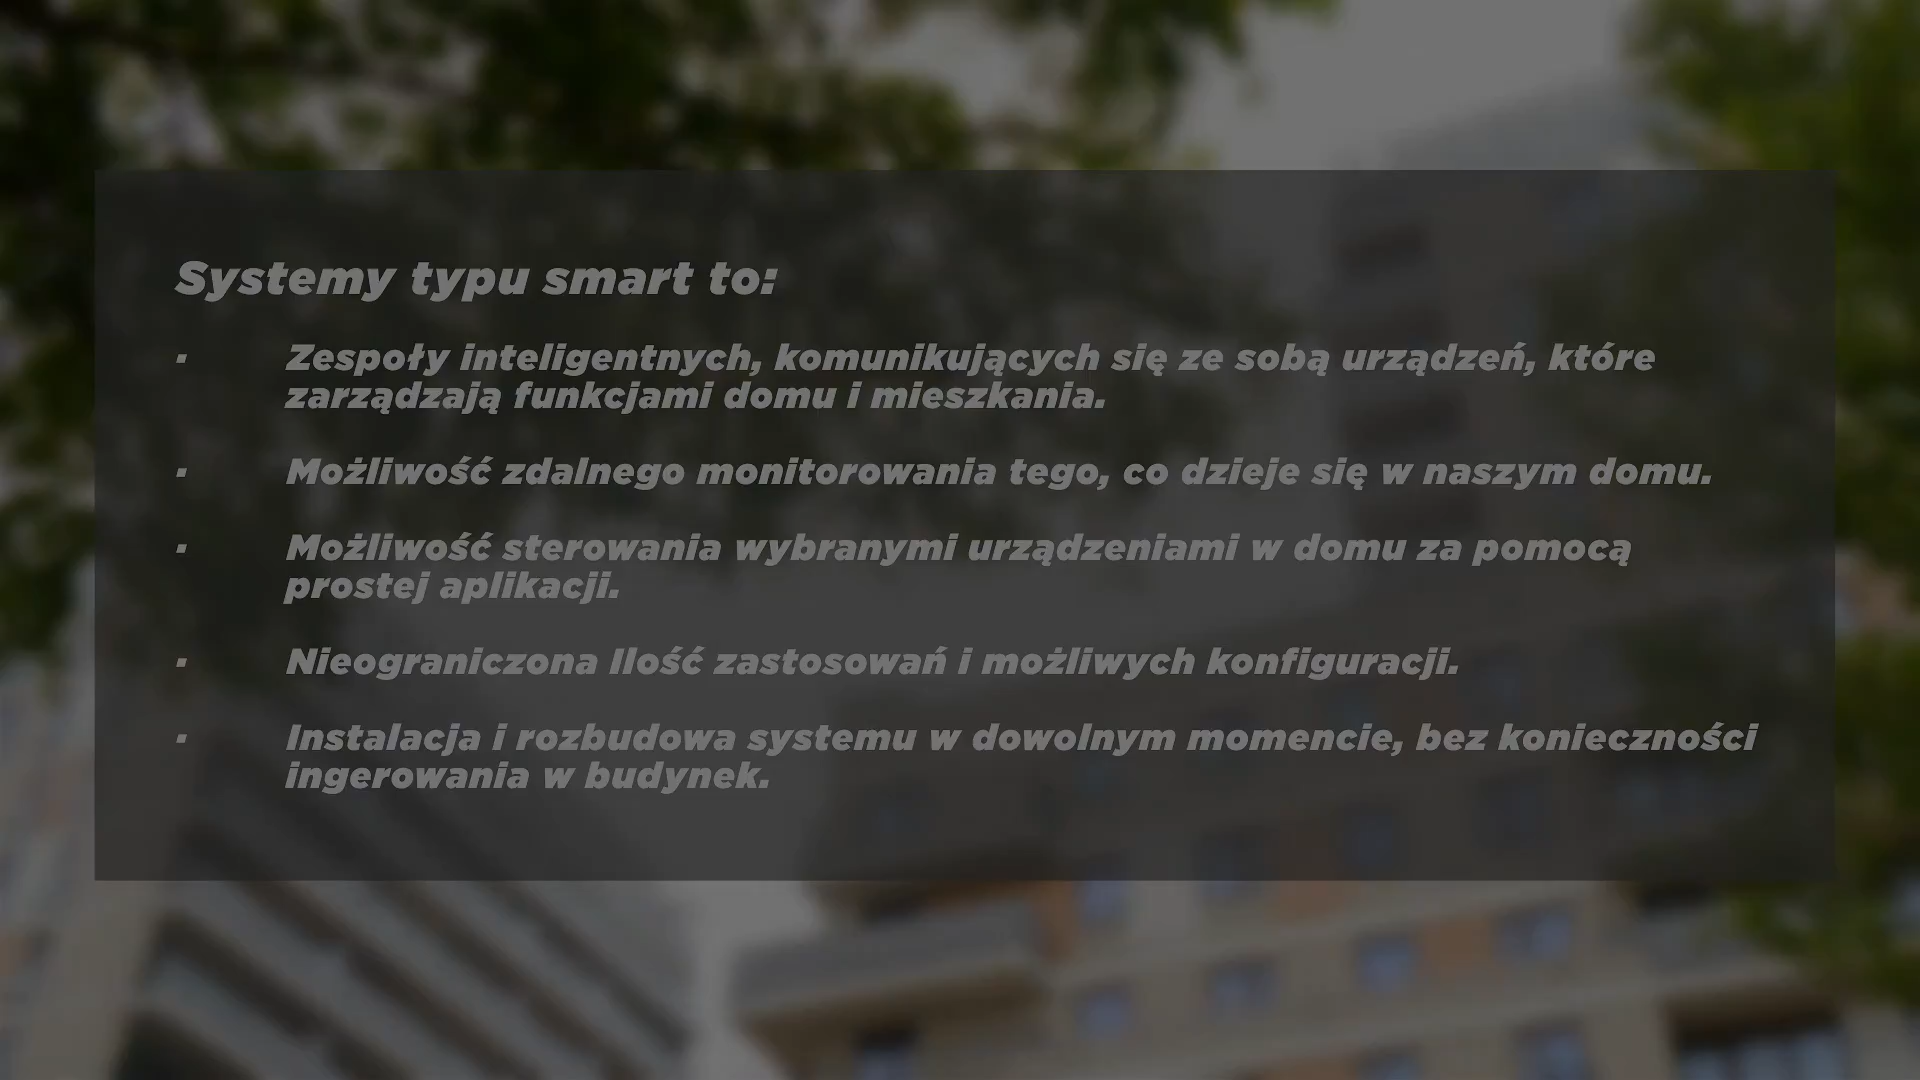 Systemy typu smart to:
▪ Zespoły inteligentnych, komunikujących się ze sobą urządzeń, które
zarządzają funkcjami domu i mieszkania.
▪ Możliwość zdalnego monitorowania tego, co dzieje się w naszym domu.
▪ Możliwość sterowania wybranymi urządzeniami w domu za pomocą
prostej aplikacji.
▪ Nieograniczona Ilość zastosowań i możliwych konfiguracji.
▪ Instalacja i rozbudowa systemu w dowolnym momencie, bez konieczności
ingerowania w budynek.